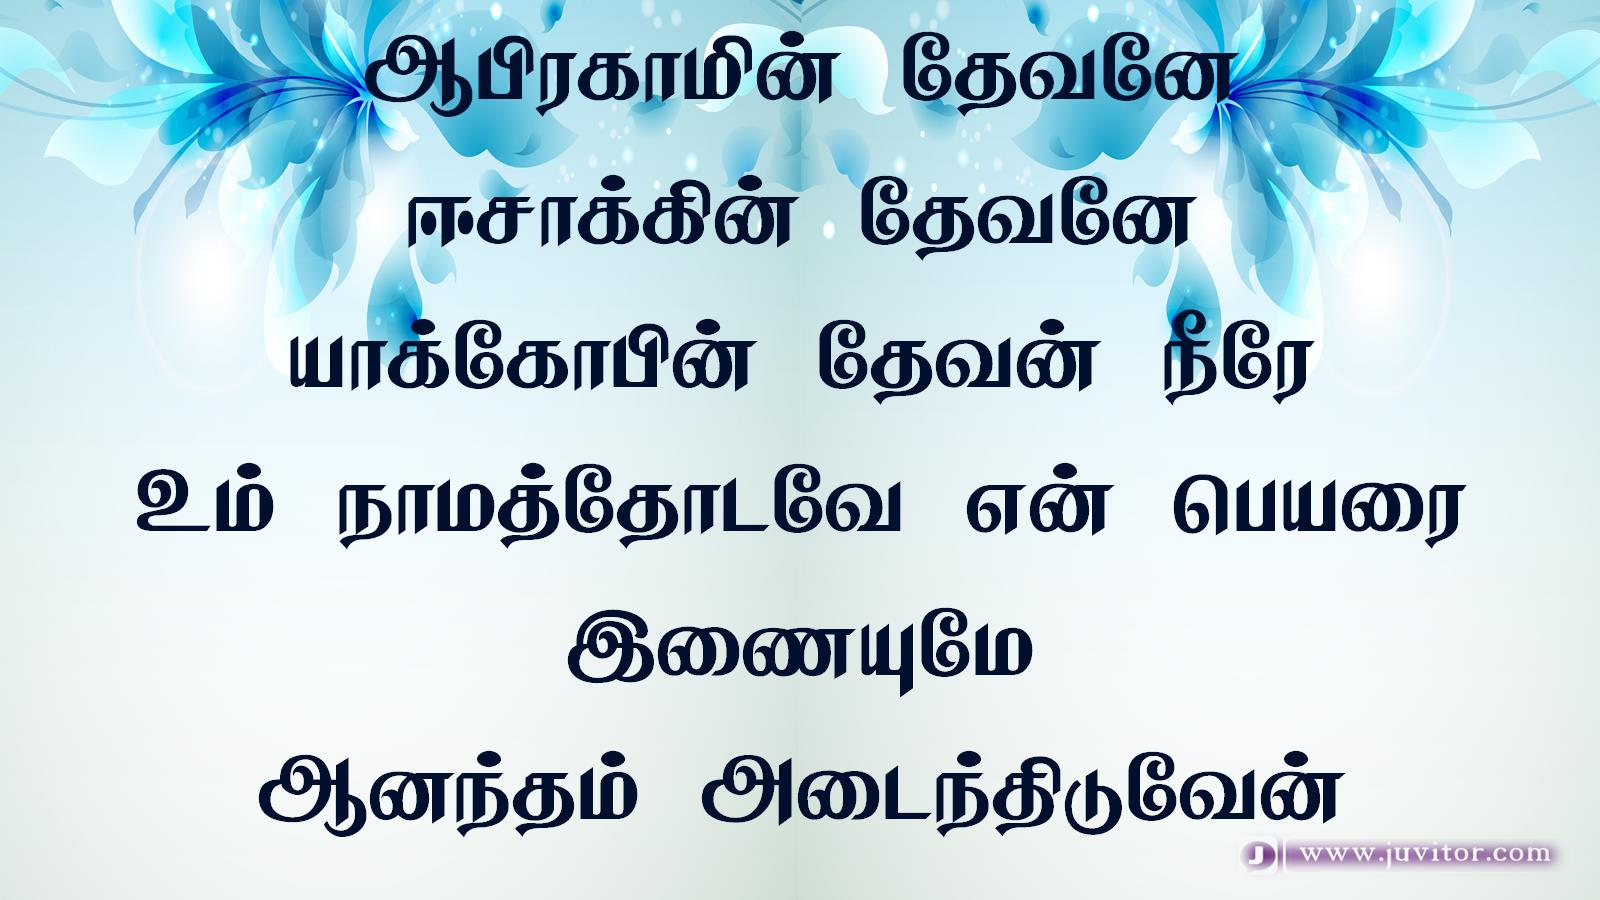 ஆபிரகாமின் தேவனே
ஈசாக்கின் தேவனே
யாக்கோபின் தேவன் நீரே
உம் நாமத்தோடவே என் பெயரை
இணையுமே
ஆனந்தம் அடைந்திடுவேன்
J www.juvitor.com